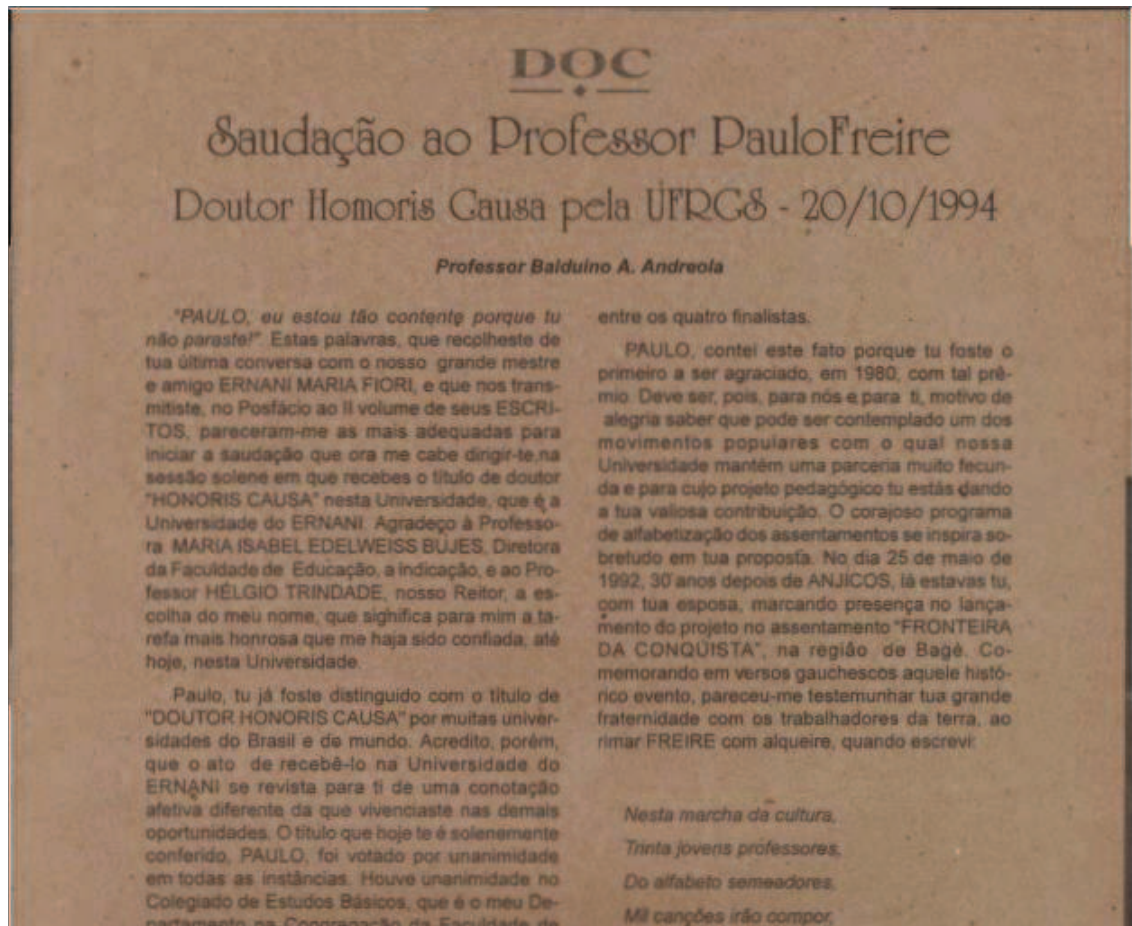 DOC
Saudação ao Professor PauloFreire
Doutor Homoris Causa pela UFRGS - 20/10/1994
Professor Balduino A. Andreola
"PAULO, eu estou tão contente porque tu
não paraste!". Estas palavras, que recolheste de
tua última conversa com o nosso grande mestre
e amigo ERNANI MARIA FIORI, e que nos trans-
mitiste, no Posfácio ao II volume de seus ESCRI-
TOS, pareceram-me as mais adequadas para
iniciar a saudação que ora me cabe dirigir-te,na
sessão solene em que recebes o título de doutor
"HONORIS CAUSA" nesta Universidade, que é a
Universidade do ERNANI. Agradeço à Professo-
ra MARIA ISABEL EDELWEISS BUJES, Diretora
da Faculdade de Educação, a indicação, e ao Pro-
fessor HÉLGIO TRINDADE, nosso Reitor, a es-
colha do meu nome, que significa para mim a ta-
refa mais honrosa que me haja sido confiada, até
hoje, nesta Universidade.
Paulo, tu já foste distinguido com o título de
"DOUTOR HONORIS CAUSA" por muitas univer-
sidades do Brasil e do mundo. Acredito, porém,
que o ato de recebê-lo na Universidade do
ERNANI se revista para ti de uma conotação
afetiva diferente da que vivenciaste nas demais
oportunidades. O título que hoje te é solenemente
conferido, PAULO, foi votado por unanimidade
em todas as instâncias. Houve unanimidade no
Colegiado de Estudos Básicos, que é o meu De-
partamento na Congregação da Faculdade de
entre os quatro finalistas.
PAULO, contei este fato porque tu foste o
primeiro a ser agraciado, em 1980, com tal prê-
mio. Deve ser, pois, para nós e para ti, motivo de
alegria saber que pode ser contemplado um dos
movimentos populares com o qual nossa
Universidade mantém uma parceria muito fecun-
da e para cujo projeto pedagógico tu estás dando
a tua valiosa contribuição. O corajoso programa
de alfabetização dos assentamentos se inspira so-
bretudo em tua proposta. No dia 25 de maio de
1992, 30 anos depois de ANJICOS, lá estavas tu,
com tua esposa, marcando presença no lança-
mento do projeto no assentamento "FRONTEIRA
DA CONQUISTA", na região de Bagé. Co-
memorando em versos gauchescos aquele histó-
rico evento, pareceu-me testemunhar tua grande
fraternidade com os trabalhadores da terra, ao
rimar FREIRE com alqueire, quando escrevi:
Nesta marcha da cultura,
Trinta jovens professores,
Do alfabeto semeadores,
Mil canções irão compor,